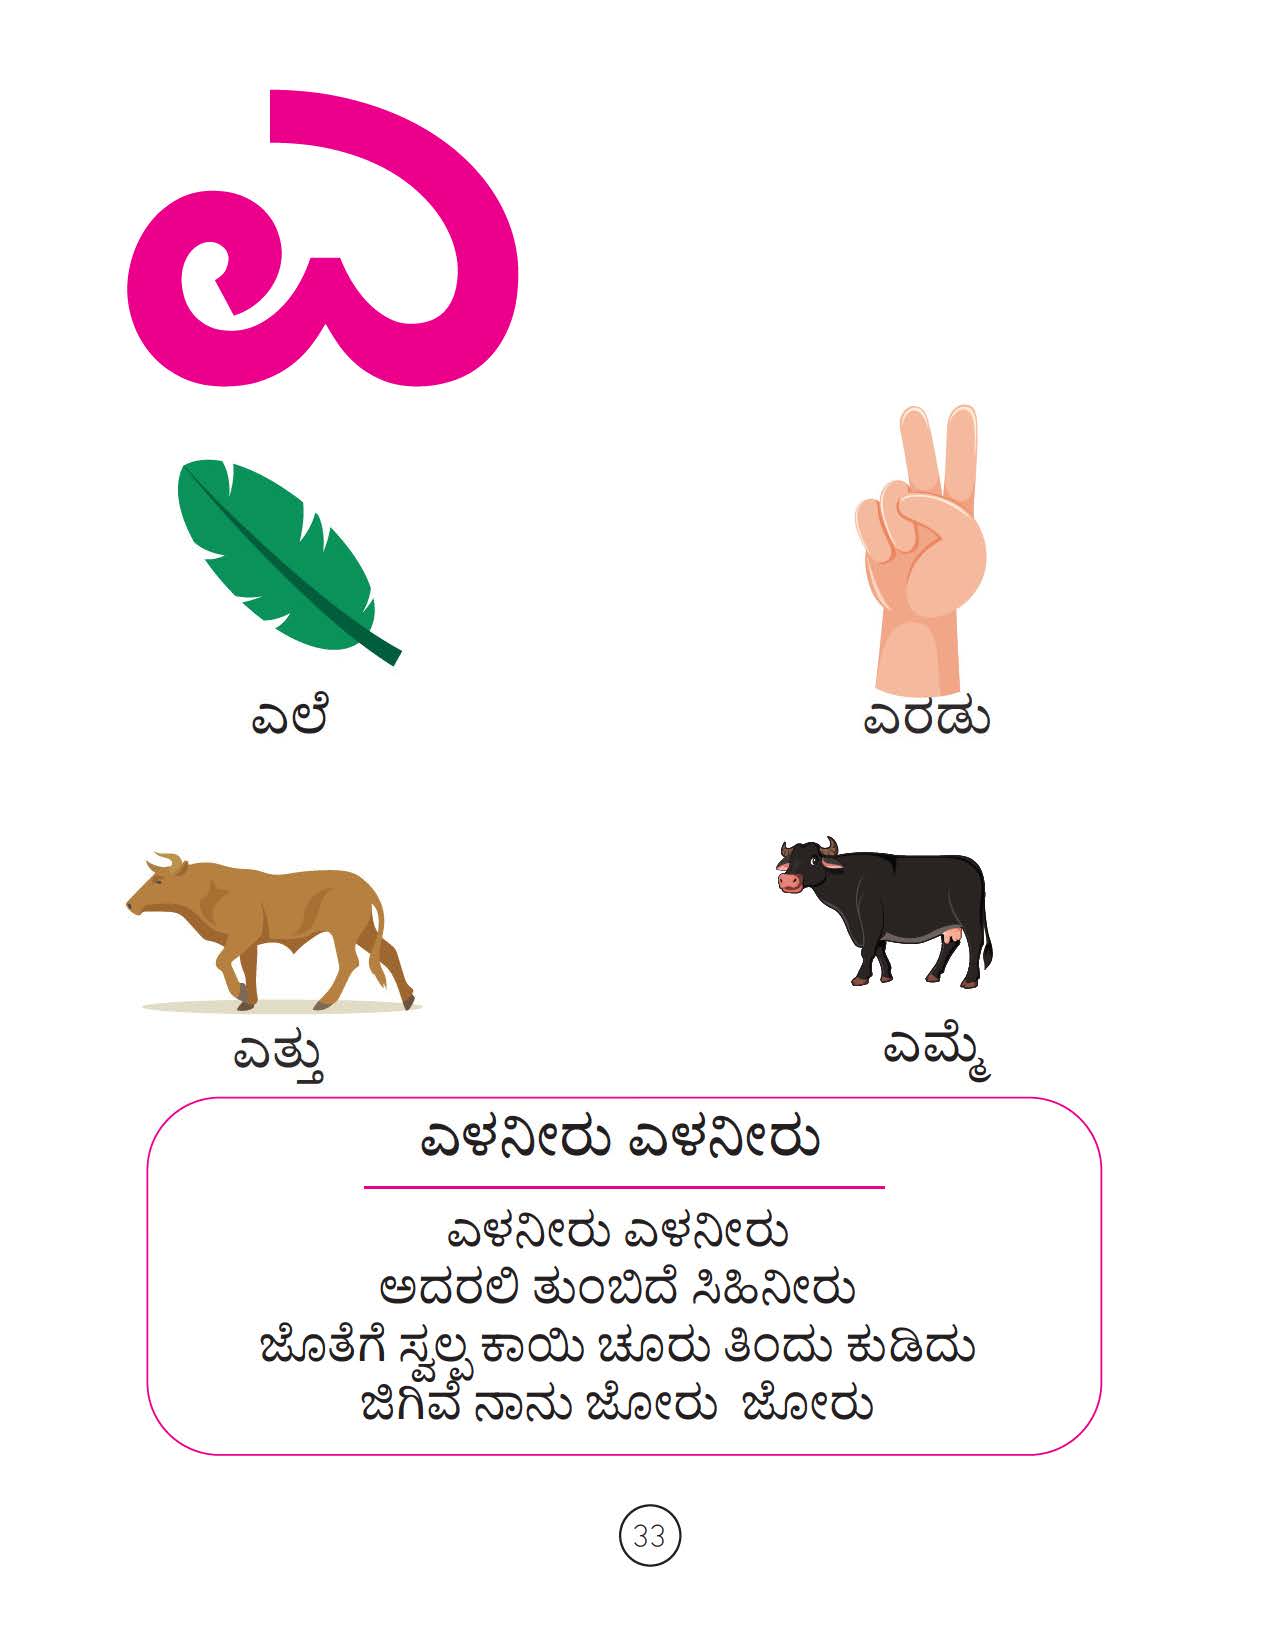 ಎ
ಎಲೆ
ಎರಡು
ಎತ್ತು
ಎಮ್ಮೆ
ಎಳನೀರು ಎಳನೀರು
ಎಳನೀರು ಎಳನೀರು
ಅದರಲಿ ತುಂಬಿದೆ ಸಿಹಿನೀರು
ಜೊತೆಗೆ ಸ್ವಲ್ಪ ಕಾಯಿ ಚೂರು ತಿಂದು ಕುಡಿದು
ಜಿಗಿವೆ ನಾನು ಜೋರು ಜೋರು
33